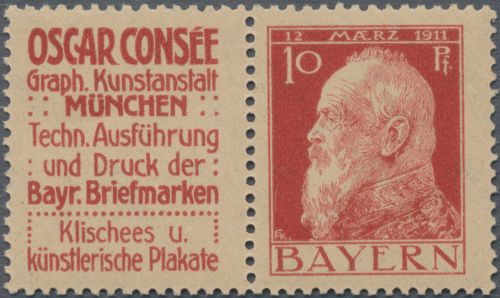 OSCAR CONSÉE
Graph. Kunstanstalt
MÜNCHEN
Techn. Ausführung
und Druck der
Bayr. Briefmarken
Klischees u.
künstlerische Plakate
12 MÆRZ 1911
10 Pf.
BAYERN